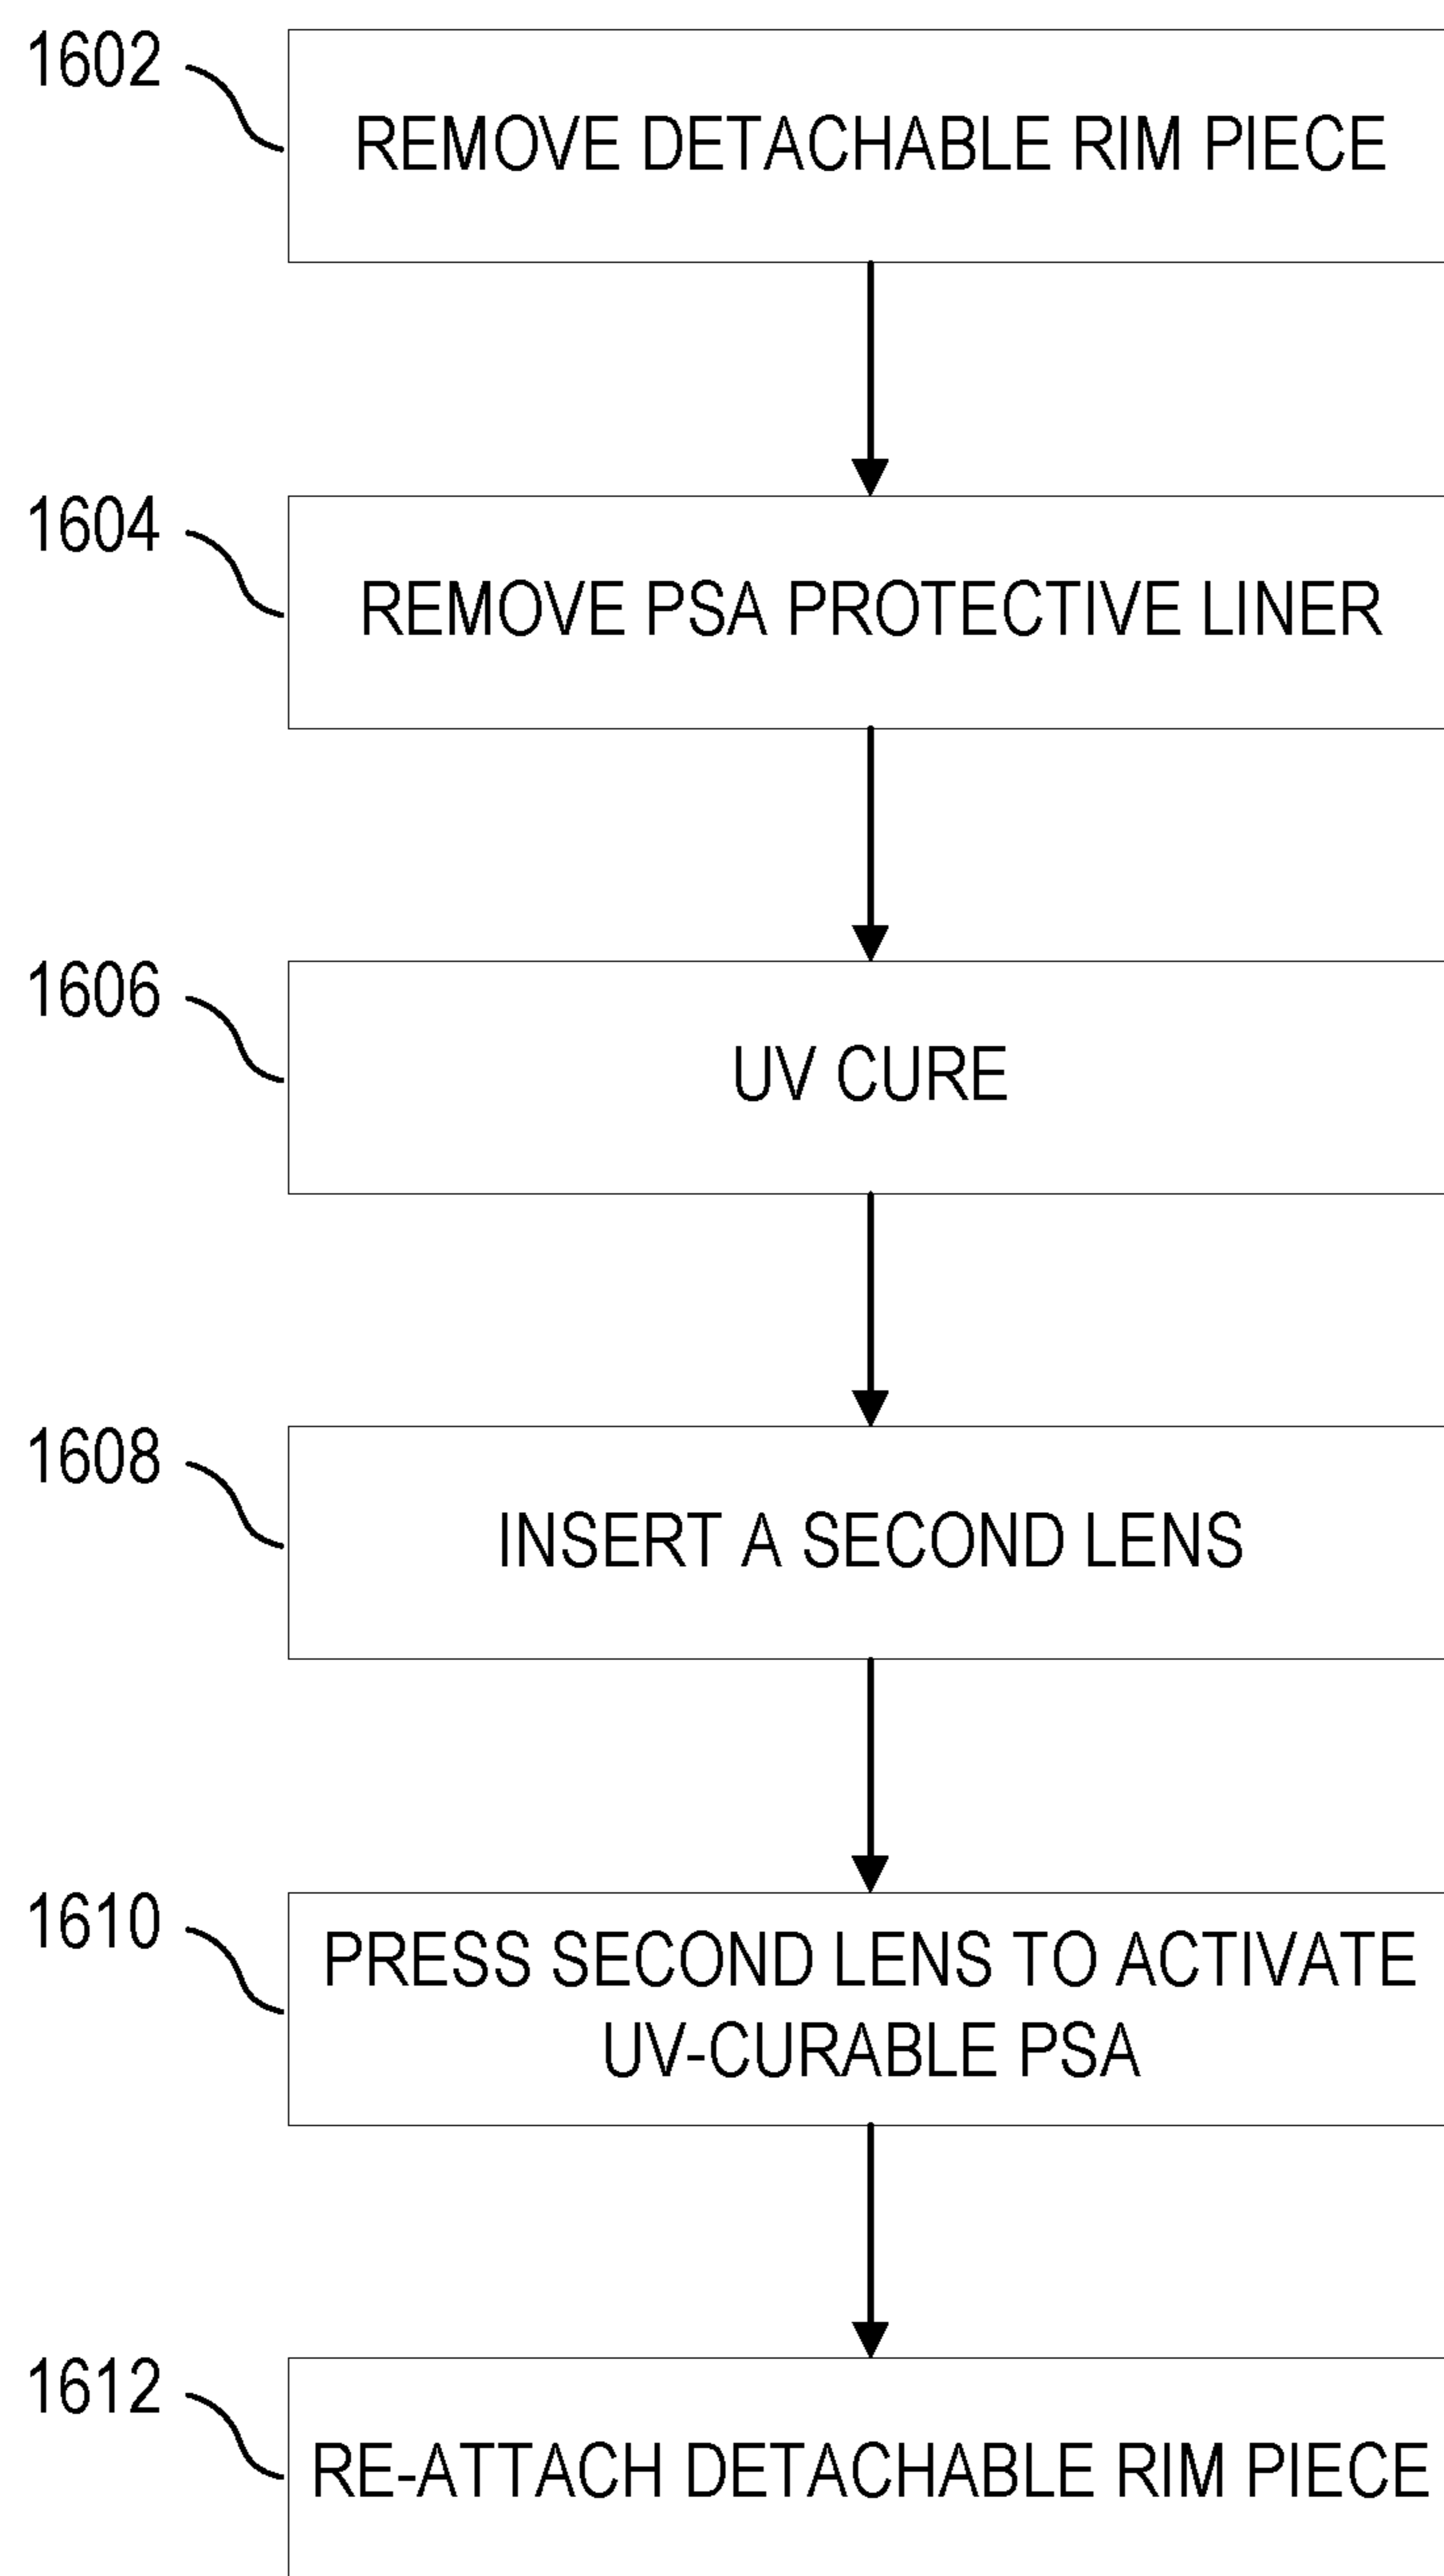 1602
REMOVE DETACHABLE RIM PIECE
1604
REMOVE PSA PROTECTIVE LINER
1606
UV CURE
1608
INSERT A SECOND LENS
1610
PRESS SECOND LENS TO ACTIVATE
UV-CURABLE PSA
1612
RE-ATTACH DETACHABLE RIM PIECE